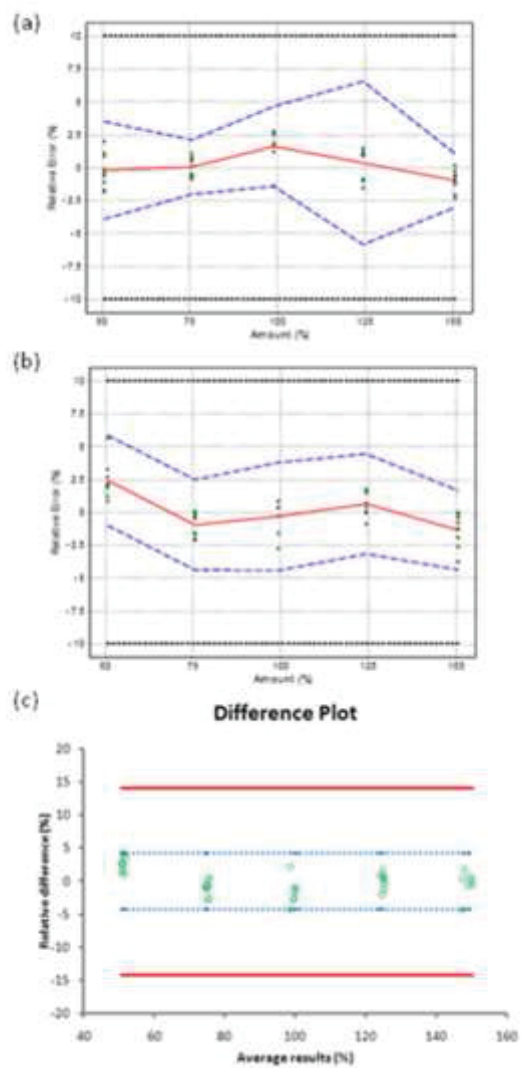 (a)
10
7.5
5
2.5
0
-2.5
-5
-7.5
-10
Relative Error (%)
50 75 100 125 150
Amount (%)
(b)
10
7.5
5
2.5
0
-2.5
-5
-7.5
-10
Relative Error (%)
50 75 100 125 150
Amount (%)
(c)
Difference Plot
20
15
10
5
0
-5
-10
-15
-20
Relative difference [%]
40 60 80 100 120 140 160
Average results [%]